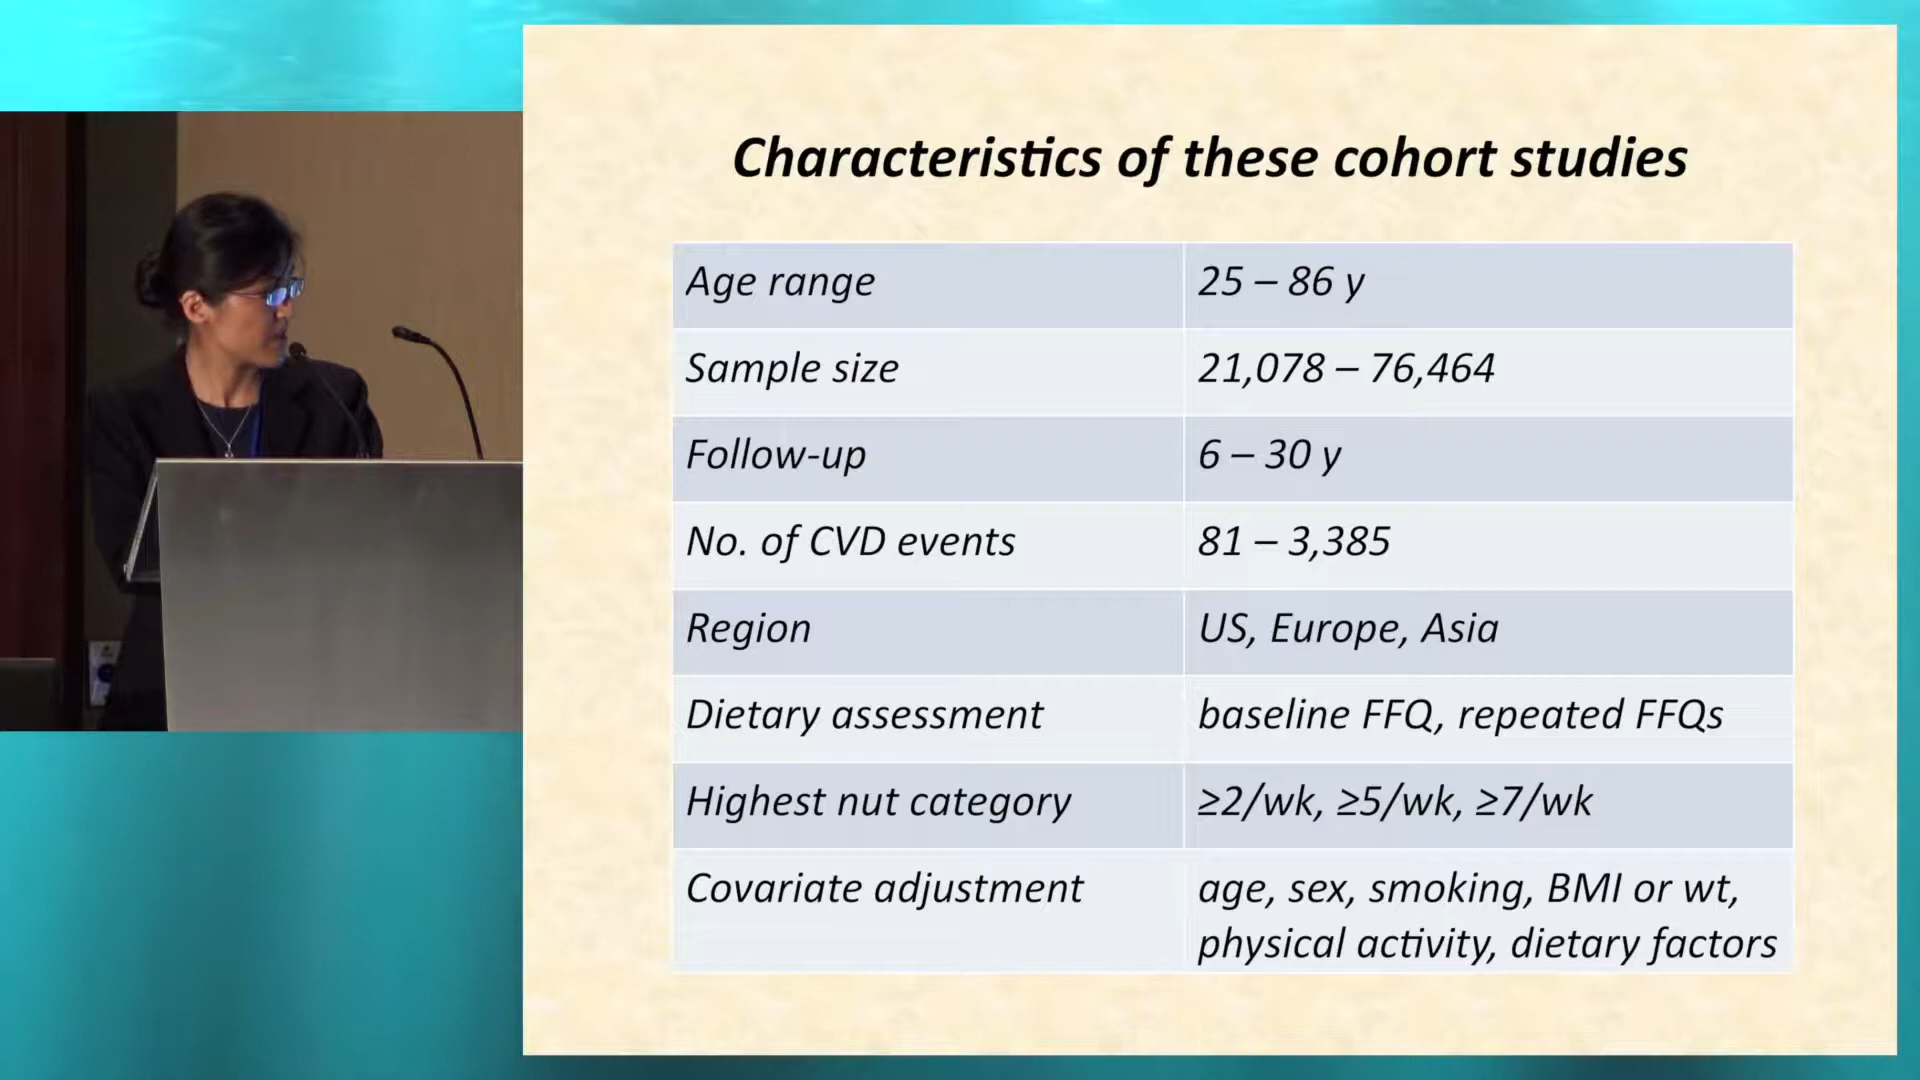 Characteristics of these cohort studies
Age range 25 – 86 y
Sample size 21,078 – 76,464
Follow-up 6 – 30 y
No. of CVD events 81 – 3,385
Region US, Europe, Asia
Dietary assessment baseline FFQ, repeated FFQs
Highest nut category ≥2/wk, ≥5/wk, ≥7/wk
Covariate adjustment age, sex, smoking, BMI or wt,
physical activity, dietary factors